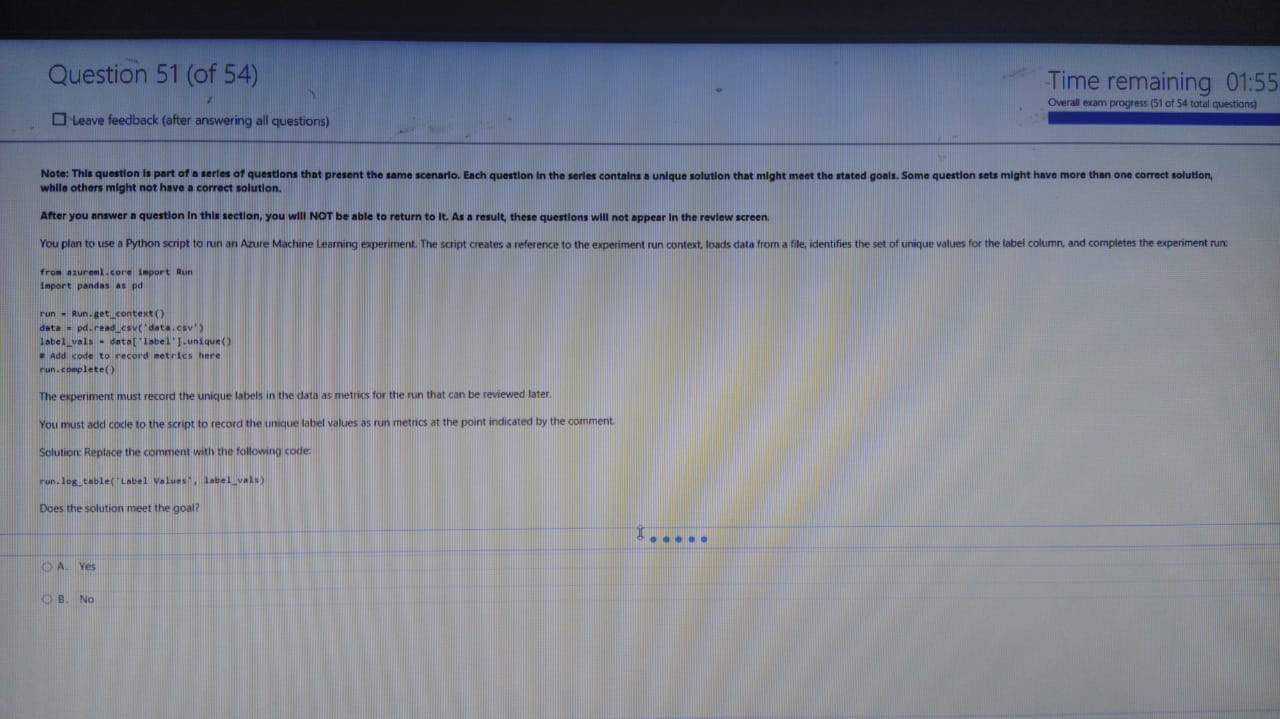 Question 51 (of 54)
Time remaining 01:55
Overall exam progress (51 of 54 total questions)
Leave feedback (after answering all questions)
Note: This question is part of a series of questions that present the same scenario. Each question in the series contains a unique solution that might meet the stated goals. Some question sets might have more than one correct solution,
while others might not have a correct solution.
After you answer a question in this section, you will NOT be able to return to it. As a result, these questions will not appear in the review screen.
You plan to use a Python script to run an Azure Machine Learning experiment. The script creates a reference to the experiment run context, loads data from a file, identifies the set of unique values for the label column, and completes the experiment run:
from azureml.core import Run
import pandas as pd
run = Run.get_context()
data = pd.read_csv('data.csv')
label_vals = data['label'].unique()
# Add code to record metrics here
run.complete()
The experiment must record the unique labels in the data as metrics for the run that can be reviewed later.
You must add code to the script to record the unique label values as run metrics at the point indicated by the comment.
Solution: Replace the comment with the following code:
run.log_table('Label Values', label_vals)
Does the solution meet the goal?
A. Yes
B. No